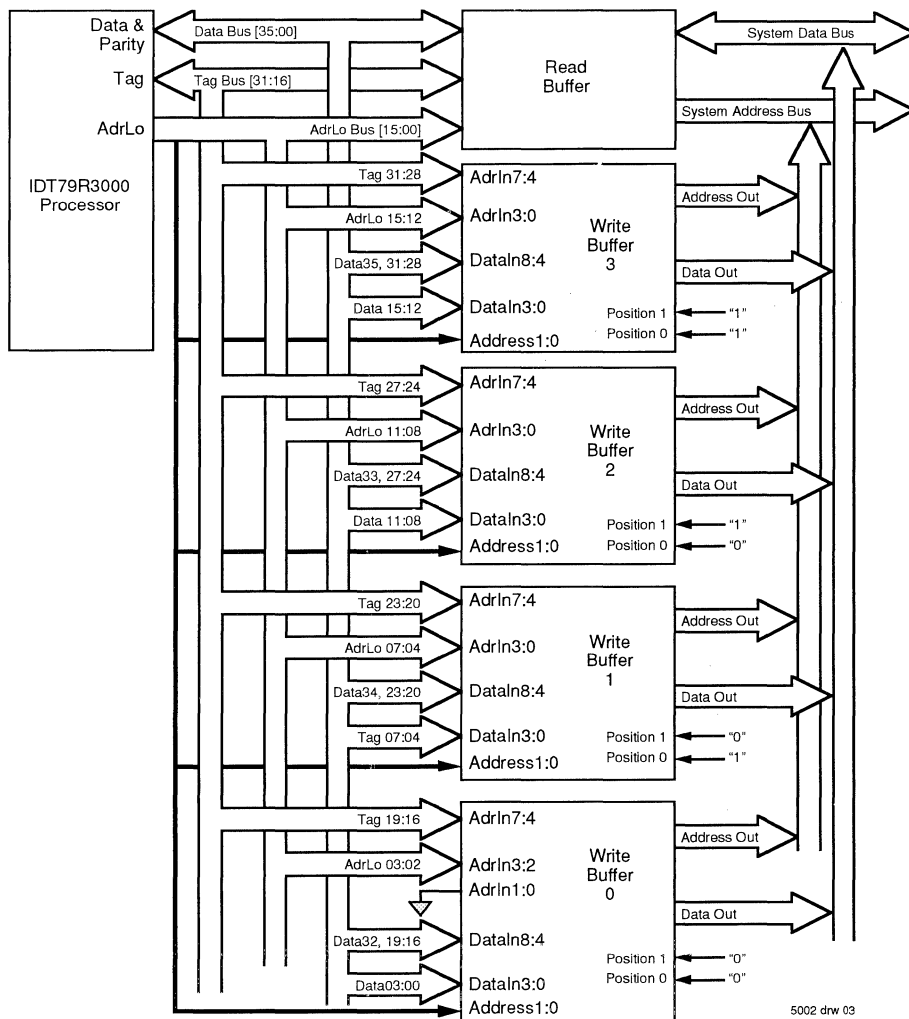 Data &
Parity
Tag
AdrLo
IDT79R3000
Processor
Data Bus [35:00]
Tag Bus [31:16]
AdrLo Bus [15:00]
Read
Buffer
System Data Bus
System Address Bus
Tag 31:28
AdrIn7:4
AdrLo 15:12
AdrIn3:0
Data35, 31:28
DataIn8:4
Data 15:12
DataIn3:0
Address1:0
Write
Buffer
3
Position 1
"1"
Position 0
"1"
Address Out
Data Out
Tag 27:24
AdrIn7:4
AdrLo 11:08
AdrIn3:0
Data33, 27:24
DataIn8:4
Data 11:08
DataIn3:0
Address1:0
Write
Buffer
2
Position 1
"1"
Position 0
"0"
Address Out
Data Out
Tag 23:20
AdrIn7:4
AdrLo 07:04
AdrIn3:0
Data34, 23:20
DataIn8:4
Tag 07:04
DataIn3:0
Address1:0
Write
Buffer
1
Position 1
"0"
Position 0
"1"
Address Out
Data Out
Tag 19:16
AdrIn7:4
AdrLo 03:02
AdrIn3:2
AdrIn1:0
Data32, 19:16
DataIn8:4
Data03:00
DataIn3:0
Address1:0
Write
Buffer
0
Position 1
"0"
Position 0
"0"
Address Out
Data Out
5002 drw 03